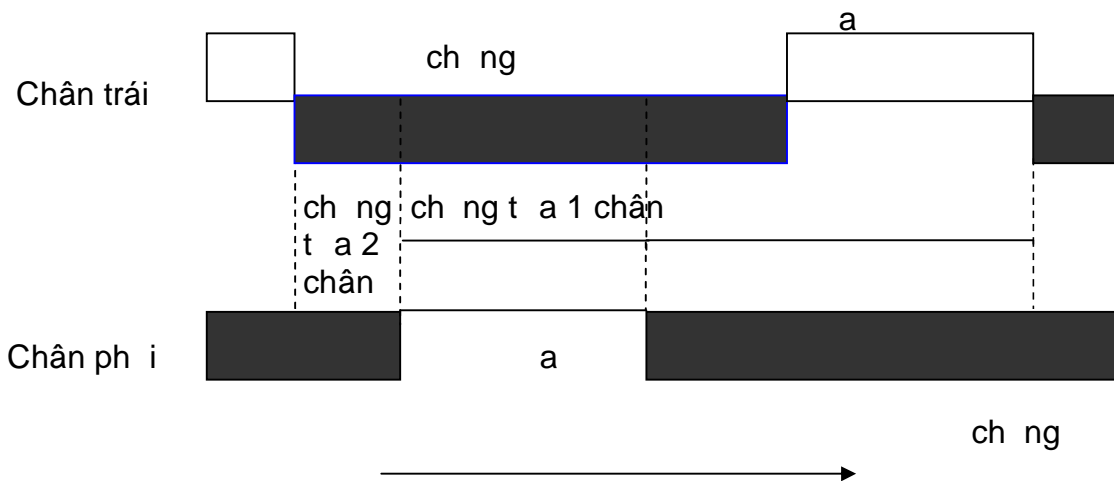 a
ch ng
Chân trái
ch ng
t a 2
chân
ch ng t a 1 chân
Chân ph i
a
ch ng